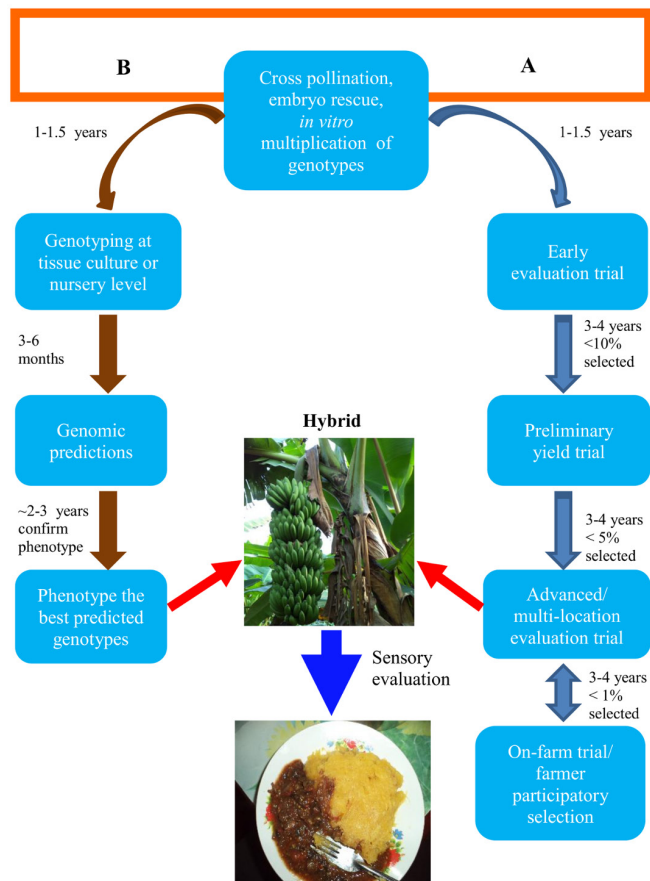 B
A
Cross pollination,
embryo rescue,
in vitro
multiplication of
genotypes
1-1.5 years
1-1.5 years
Genotyping at
tissue culture or
nursery level
Early
evaluation trial
3-6
months
3-4 years
<10%
selected
Genomic
predictions
Hybrid
Preliminary
yield trial
~2-3 years
confirm
phenotype
3-4 years
< 5%
selected
Phenotype the
best predicted
genotypes
Advanced/
multi-location
evaluation trial
Sensory
evaluation
3-4 years
< 1%
selected
On-farm trial/
farmer
participatory
selection